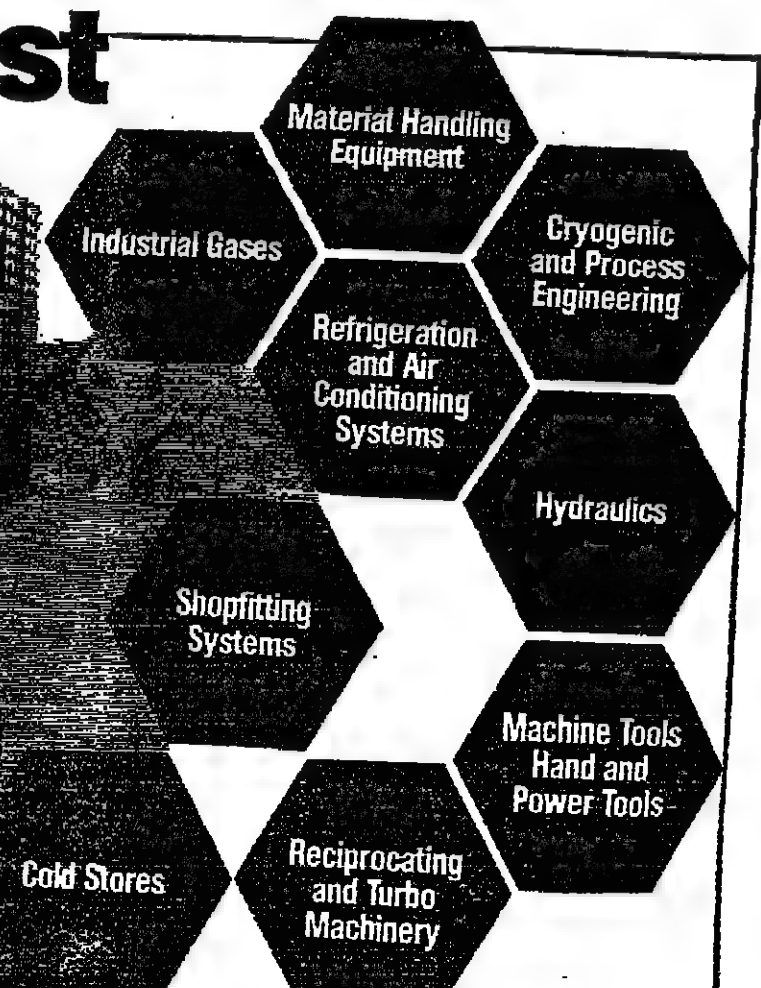 st
Material Handling
Equipment
Industrial Gases
Cryogenic
and Process
Engineering
Refrigeration
and Air
Conditioning
Systems
Hydraulics
Shopfitting
Systems
Machine Tools
Hand and
Power Tools
Cold Stores
Reciprocating
and Turbo
Machinery